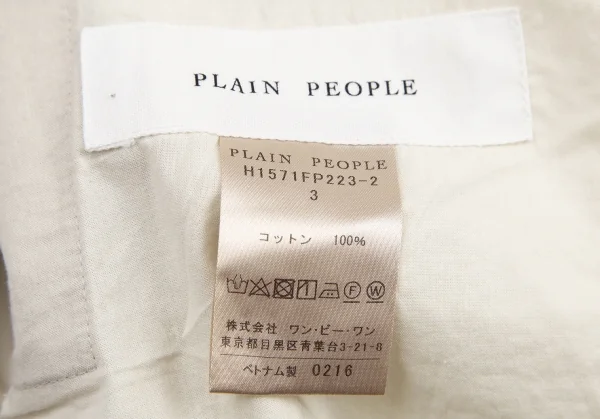 PLAIN PEOPLE
PLAIN PEOPLE
H1571FP223-2
3
コットン 100%
F W
株式会社 ワン・ビー・ワン
東京都目黒区青葉台3-21-8
ベトナム製 0216